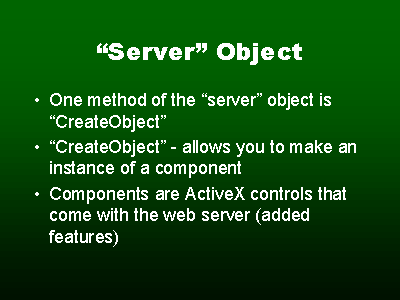 “Server” Object
• One method of the “server” object is
“CreateObject”
• “CreateObject” - allows you to make an
instance of a component
• Components are ActiveX controls that
come with the web server (added
features)